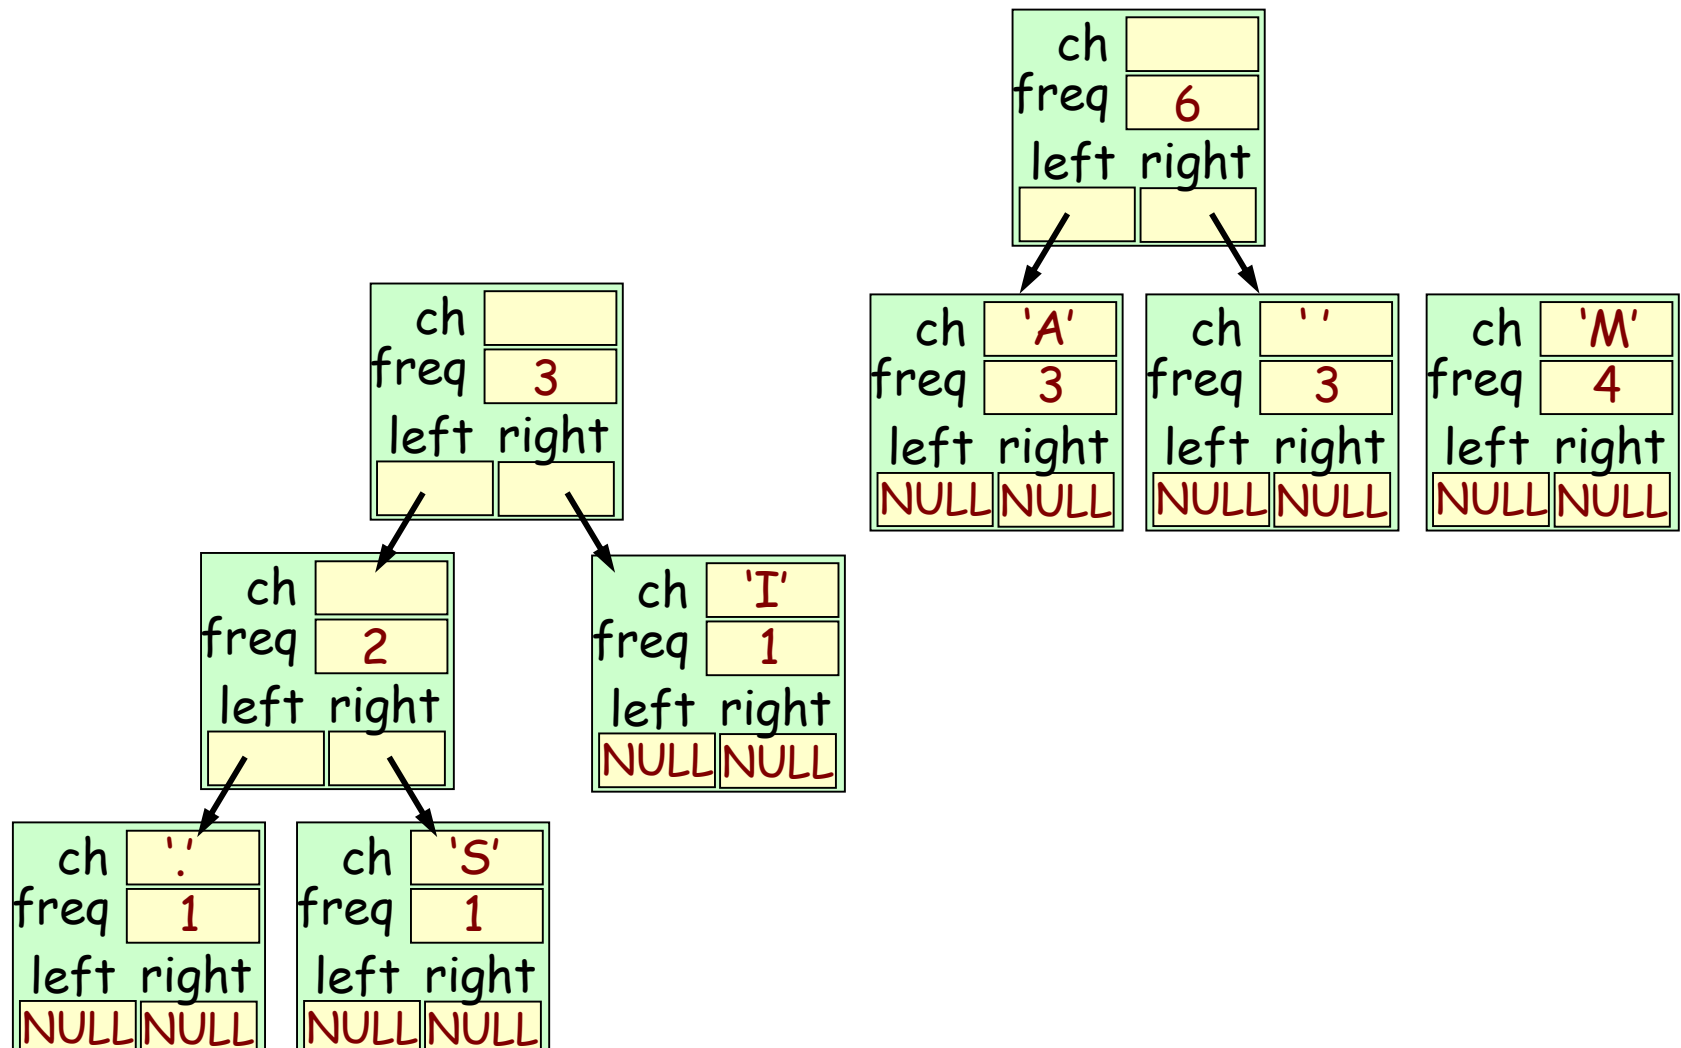 ch
freq 6
left right
ch
freq 3
left right
ch 'A'
freq 3
left right
NULL NULL
ch ' '
freq 3
left right
NULL NULL
ch 'M'
freq 4
left right
NULL NULL
ch
freq 2
left right
ch 'I'
freq 1
left right
NULL NULL
ch '.'
freq 1
left right
NULL NULL
ch 'S'
freq 1
left right
NULL NULL